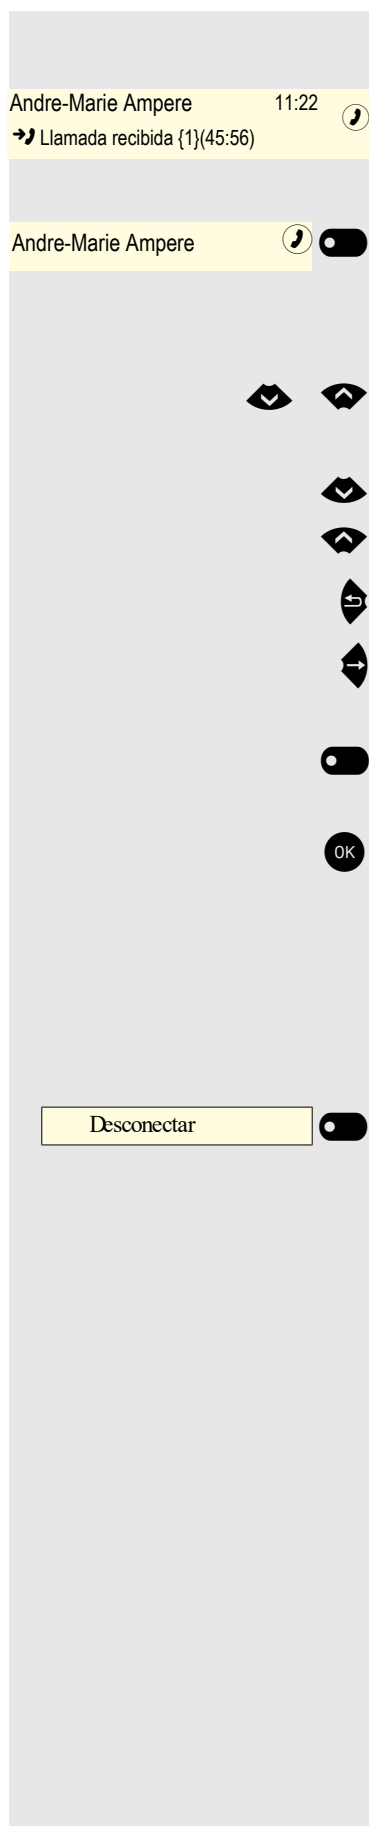 Andre-Marie Ampere 11:22
Llamada recibida {1}(45:56)
Andre-Marie Ampere
OK
Desconectar